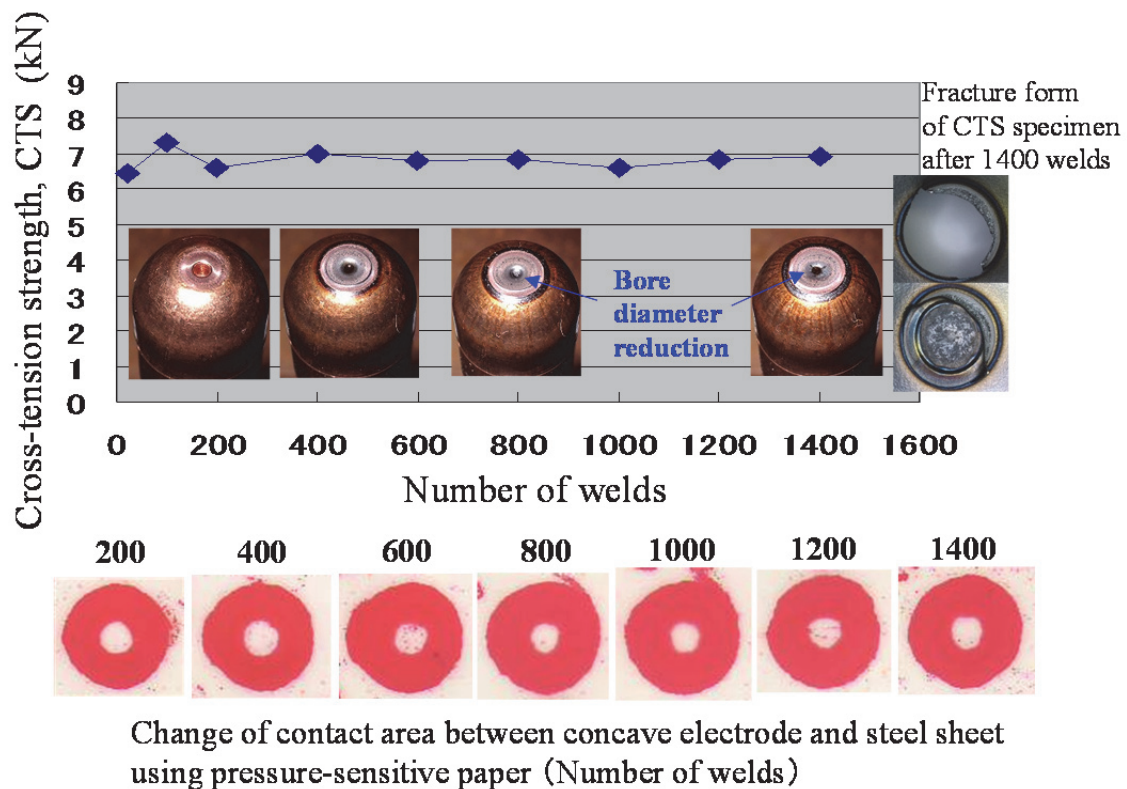 Cross-tension strength, CTS (kN)
9
8
7
6
5
4
3
2
1
0
0 200 400 600 800 1000 1200 1400 1600
Number of welds
Fracture form
of CTS specimen
after 1400 welds
Bore
diameter
reduction
200 400 600 800 1000 1200 1400
Change of contact area between concave electrode and steel sheet
using pressure-sensitive paper (Number of welds)